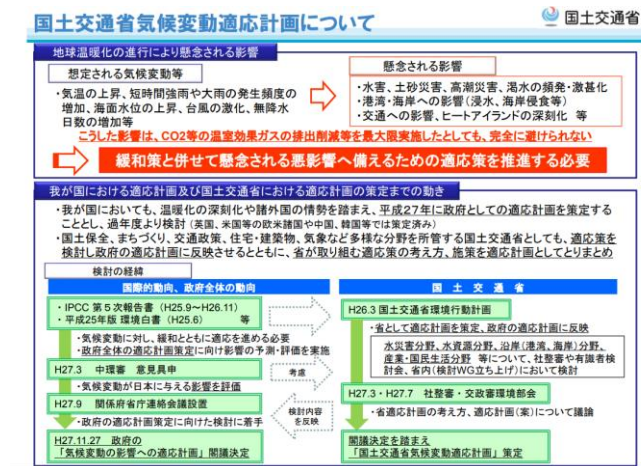 国土交通省気候変動適応計画について
国土交通省
地球温暖化の進行により懸念される影響
想定される気候変動等
・気温の上昇、短時間強雨や大雨の発生頻度の
増加、海面水位の上昇、台風の激化、無降水
日数の増加等
懸念される影響
・水害、土砂災害、高潮災害、渇水の頻発・激甚化
・港湾・海岸への影響(浸水、海岸侵食等)
・交通への影響、ヒートアイランドの深刻化 等
こうした影響は、CO2等の温室効果ガスの排出削減等を最大限実施したとしても、完全に避けられない
緩和策と併せて懸念される悪影響へ備えるための適応策を推進する必要
我が国における適応計画及び国土交通省における適応計画の策定までの動き
・我が国においても、温暖化の深刻化や諸外国の情勢を踏まえ、平成27年に政府としての適応計画を策定する
こととし、過年度より検討(英国、米国等の欧米諸国や中国、韓国等では策定済み)
・国土保全、まちづくり、交通政策、住宅・建築物、気象など多様な分野を所管する国土交通省としても、適応策を
検討し政府の適応計画に反映させるとともに、省が取り組む適応策の考え方、施策を適応計画としてとりまとめ
検討の経緯
国際的動向、政府全体の動向
・IPCC 第5次報告書(H25.9~H26.11)
・平成25年版 環境白書(H25.6) 等
・気候変動に対し、緩和とともに適応を進める必要
・政府全体の適応計画策定に向け影響の予測・評価を実施
H27.3 中環審 意見具申
・気候変動が日本に与える影響を評価
H27.9 関係府省庁連絡会議設置
・政府の適応計画策定に向けた検討に着手
H27.11.27 政府の
「気候変動の影響への適応計画」閣議決定
考慮
検討内容
を反映
国土交通省
H26.3 国土交通省環境行動計画
・省として適応計画を策定、政府の適応計画に反映
水災害分野、水資源分野、沿岸(港湾、海岸)分野、
産業・国民生活分野 等について、社整審や有識者検
討会、省内(検討WG立ち上げ)において検討
H27.3・H27.7 社整審・交政審環境部会
・省適応計画の考え方、適応計画(案)について議論
閣議決定を踏まえ
「国土交通省気候変動適応計画」策定